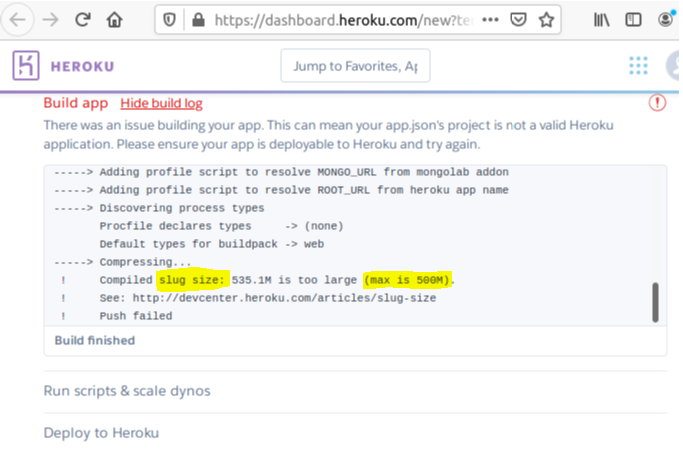 https://dashboard.heroku.com/new?te
HEROKU
Jump to Favorites, Ap
Build app Hide build log
There was an issue building your app. This can mean your app.json's project is not a valid Heroku
application. Please ensure your app is deployable to Heroku and try again.
-----> Adding profile script to resolve MONGO_URL from mongolab addon
-----> Adding profile script to resolve ROOT_URL from heroku app name
-----> Discovering process types
Procfile declares types -> (none)
Default types for buildpack -> web
-----> Compressing...
! Compiled slug size: 535.1M is too large (max is 500M).
! See: http://devcenter.heroku.com/articles/slug-size
! Push failed
Build finished
Run scripts & scale dynos
Deploy to Heroku